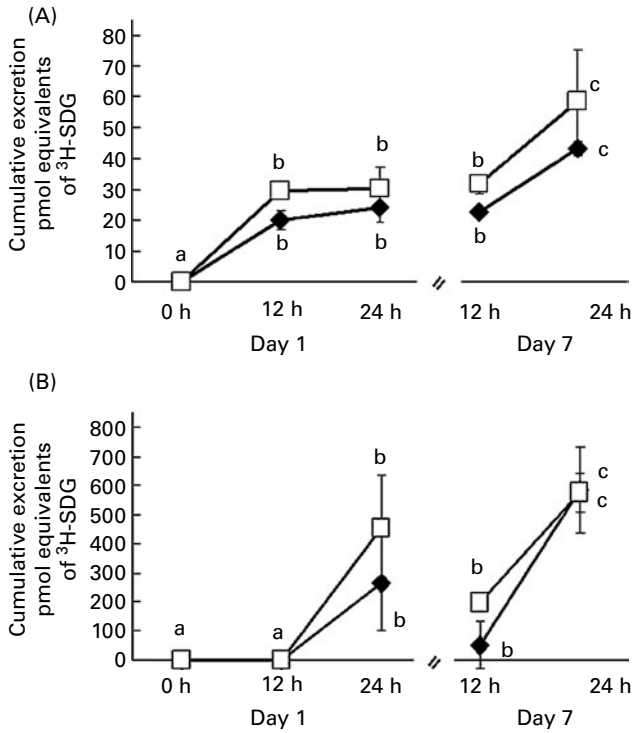 (A)
Cumulative excretion
pmol equivalents
of ³H-SDG
80
70
60
50
40
30
20
10
0
a
b
b
b
b
b
b
c
c
0 h
12 h
24 h
12 h
24 h
Day 1
Day 7
(B)
Cumulative excretion
pmol equivalents
of ³H-SDG
800
700
600
500
400
300
200
100
0
a
a
b
b
b
b
c
c
0 h
12 h
24 h
12 h
24 h
Day 1
Day 7